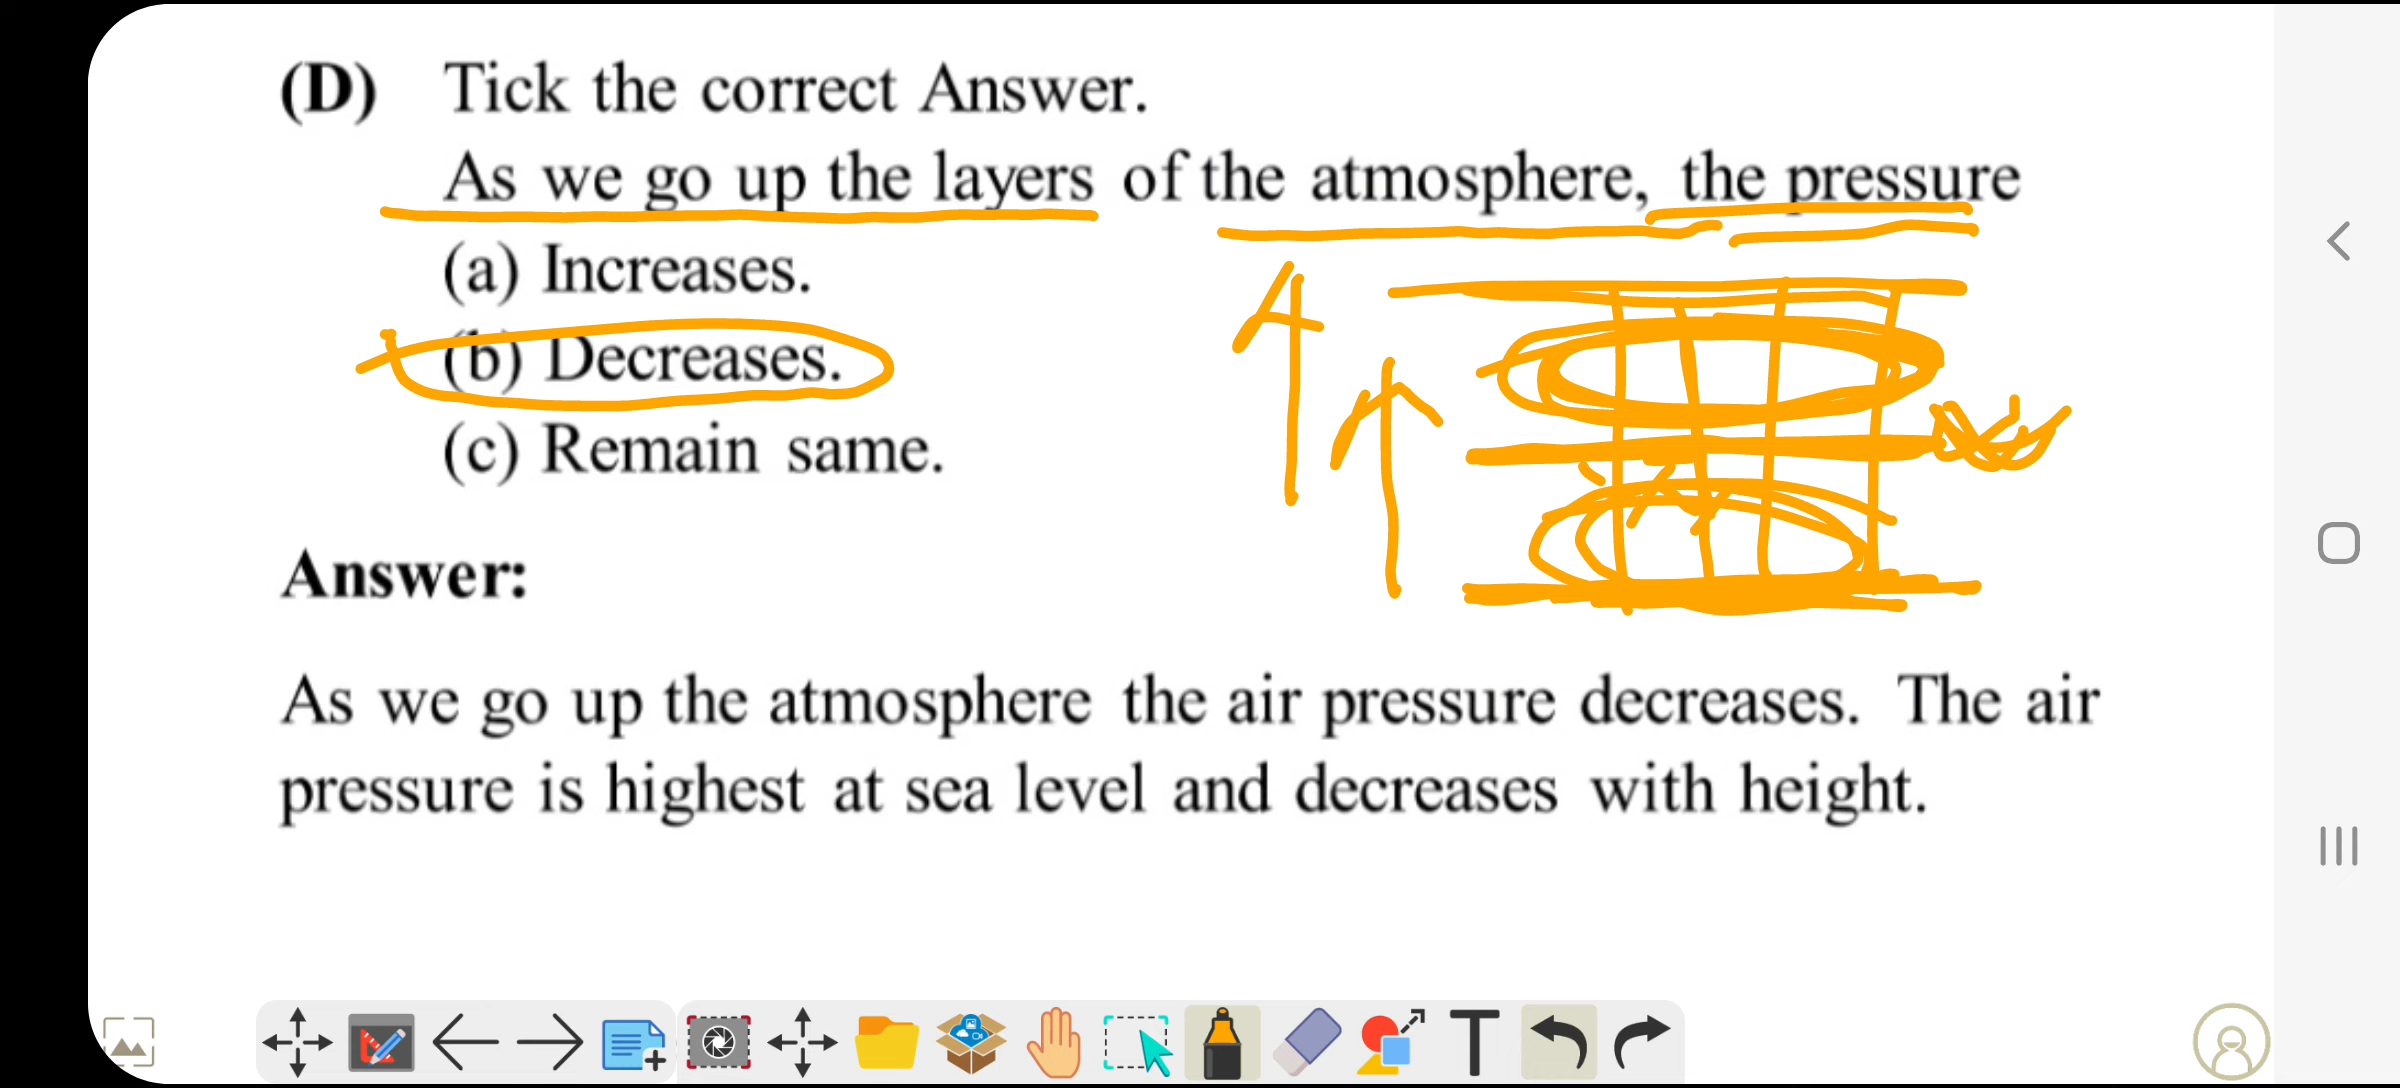 (D) Tick the correct Answer.
As we go up the layers of the atmosphere, the pressure
(a) Increases.
(b) Decreases.
(c) Remain same.
Answer:
As we go up the atmosphere the air pressure decreases. The air
pressure is highest at sea level and decreases with height.